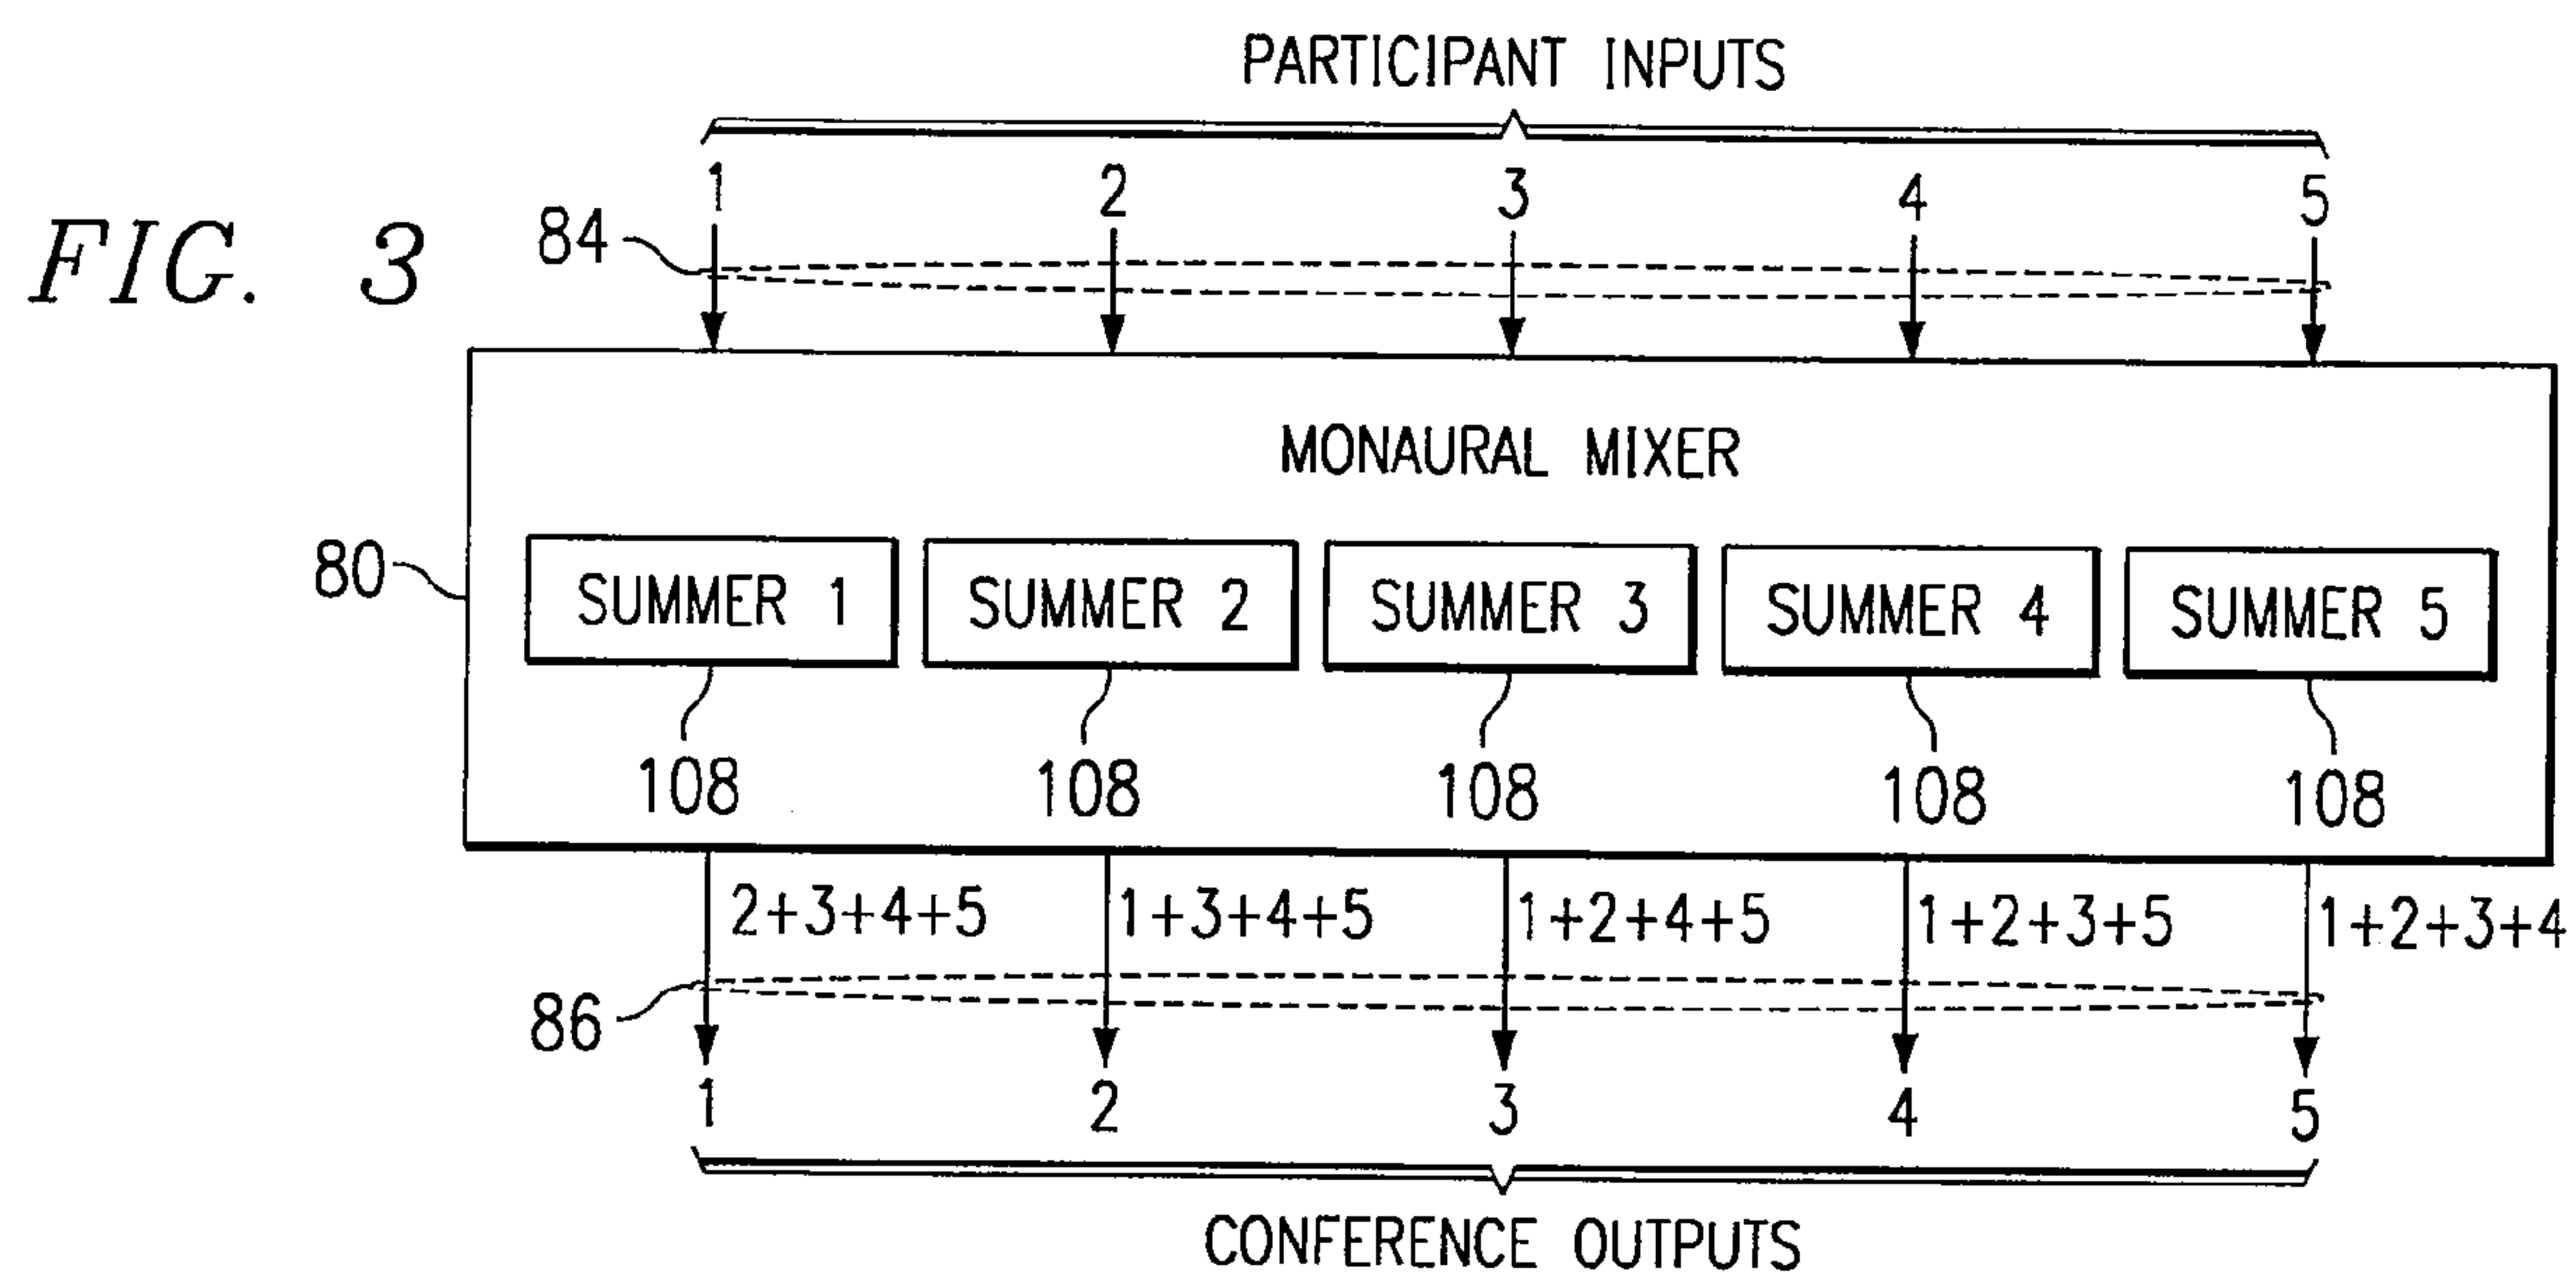 PARTICIPANT INPUTS
1 2 3 4 5
FIG. 3
84
MONAURAL MIXER
80
SUMMER 1 SUMMER 2 SUMMER 3 SUMMER 4 SUMMER 5
108 108 108 108 108
2+3+4+5 1+3+4+5 1+2+4+5 1+2+3+5 1+2+3+4
86
1 2 3 4 5
CONFERENCE OUTPUTS